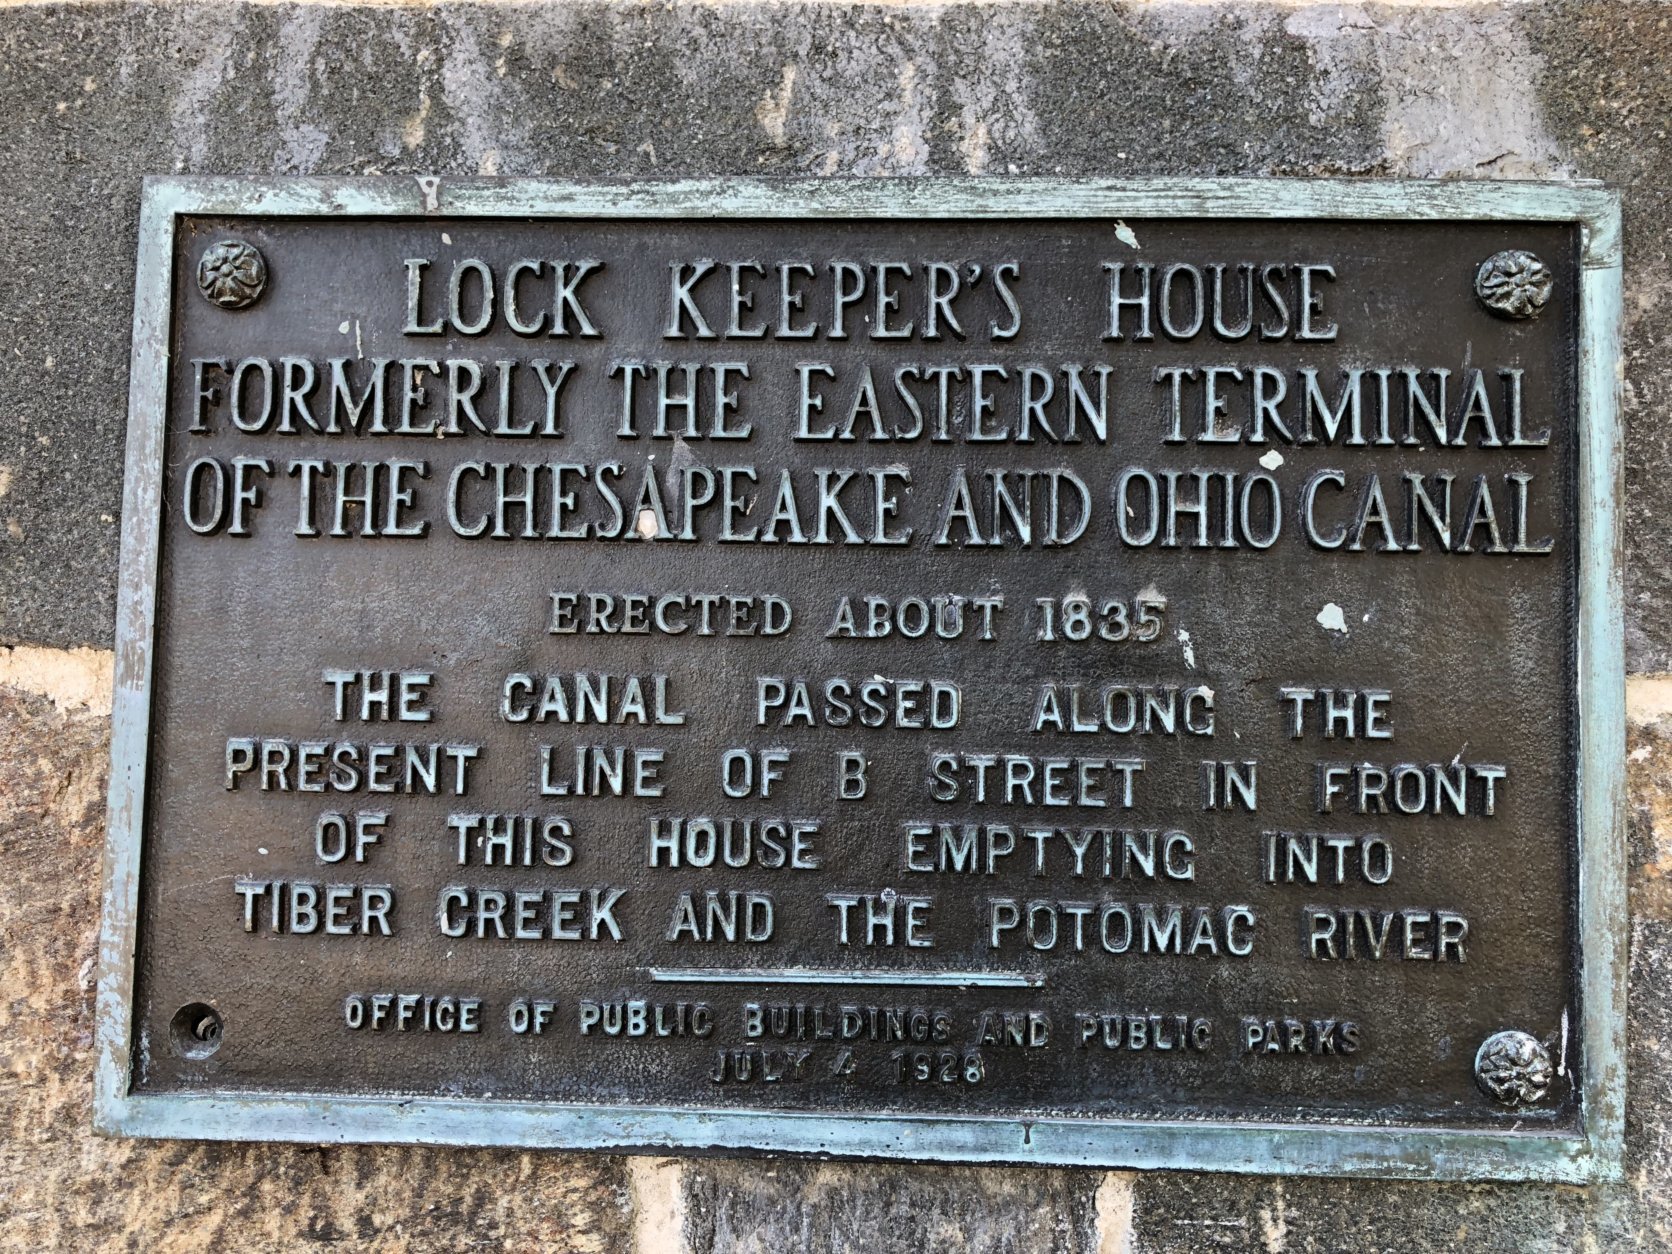 LOCK KEEPER'S HOUSE
FORMERLY THE EASTERN TERMINAL
OF THE CHESAPEAKE AND OHIO CANAL
ERECTED ABOUT 1835
THE CANAL PASSED ALONG THE
PRESENT LINE OF B STREET IN FRONT
OF THIS HOUSE EMPTYING INTO
TIBER CREEK AND THE POTOMAC RIVER
OFFICE OF PUBLIC BUILDINGS AND PUBLIC PARKS
JULY 4 1928